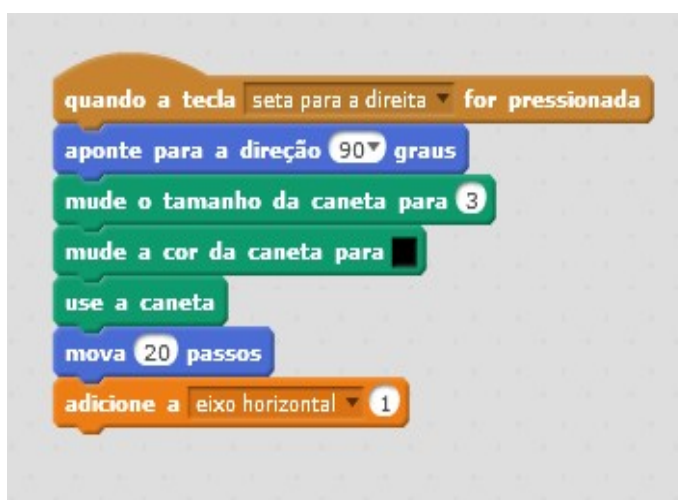 quando a tecla seta para a direita for pressionada
aponte para a direção 90 graus
mude o tamanho da caneta para 3
mude a cor da caneta para
use a caneta
mova 20 passos
adicione a eixo horizontal 1